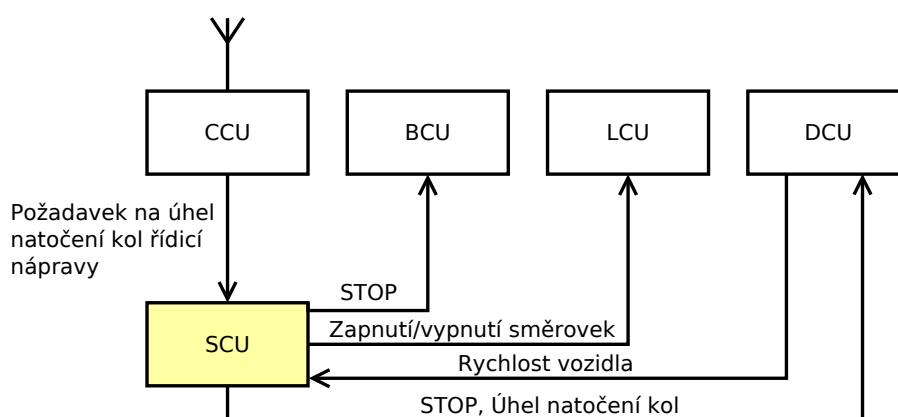 CCU
BCU
LCU
DCU
Požadavek na úhel
natočení kol řídicí
nápravy
STOP
SCU
Zapnutí/vypnutí směrovek
Rychlost vozidla
STOP, Úhel natočení kol